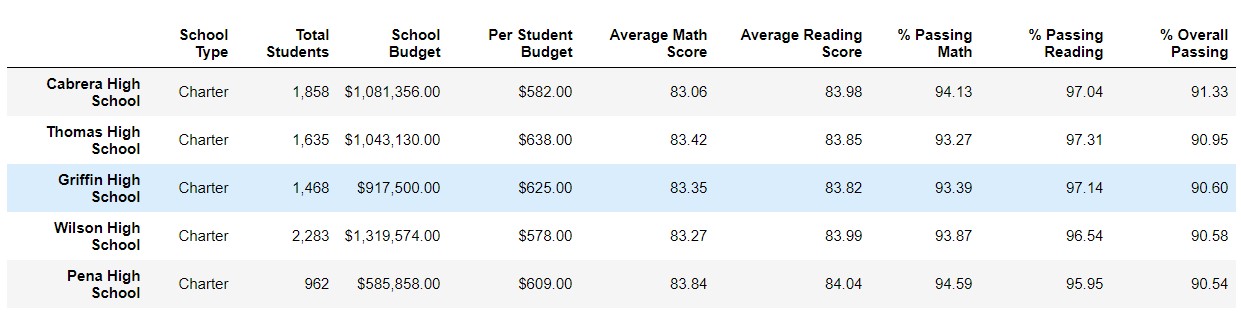 School Type Total Students School Budget Per Student Budget Average Math Score Average Reading Score % Passing Math % Passing Reading % Overall Passing
Cabrera High School Charter 1,858 $1,081,356.00 $582.00 83.06 83.98 94.13 97.04 91.33
Thomas High School Charter 1,635 $1,043,130.00 $638.00 83.42 83.85 93.27 97.31 90.95
Griffin High School Charter 1,468 $917,500.00 $625.00 83.35 83.82 93.39 97.14 90.60
Wilson High School Charter 2,283 $1,319,574.00 $578.00 83.27 83.99 93.87 96.54 90.58
Pena High School Charter 962 $585,858.00 $609.00 83.84 84.04 94.59 95.95 90.54